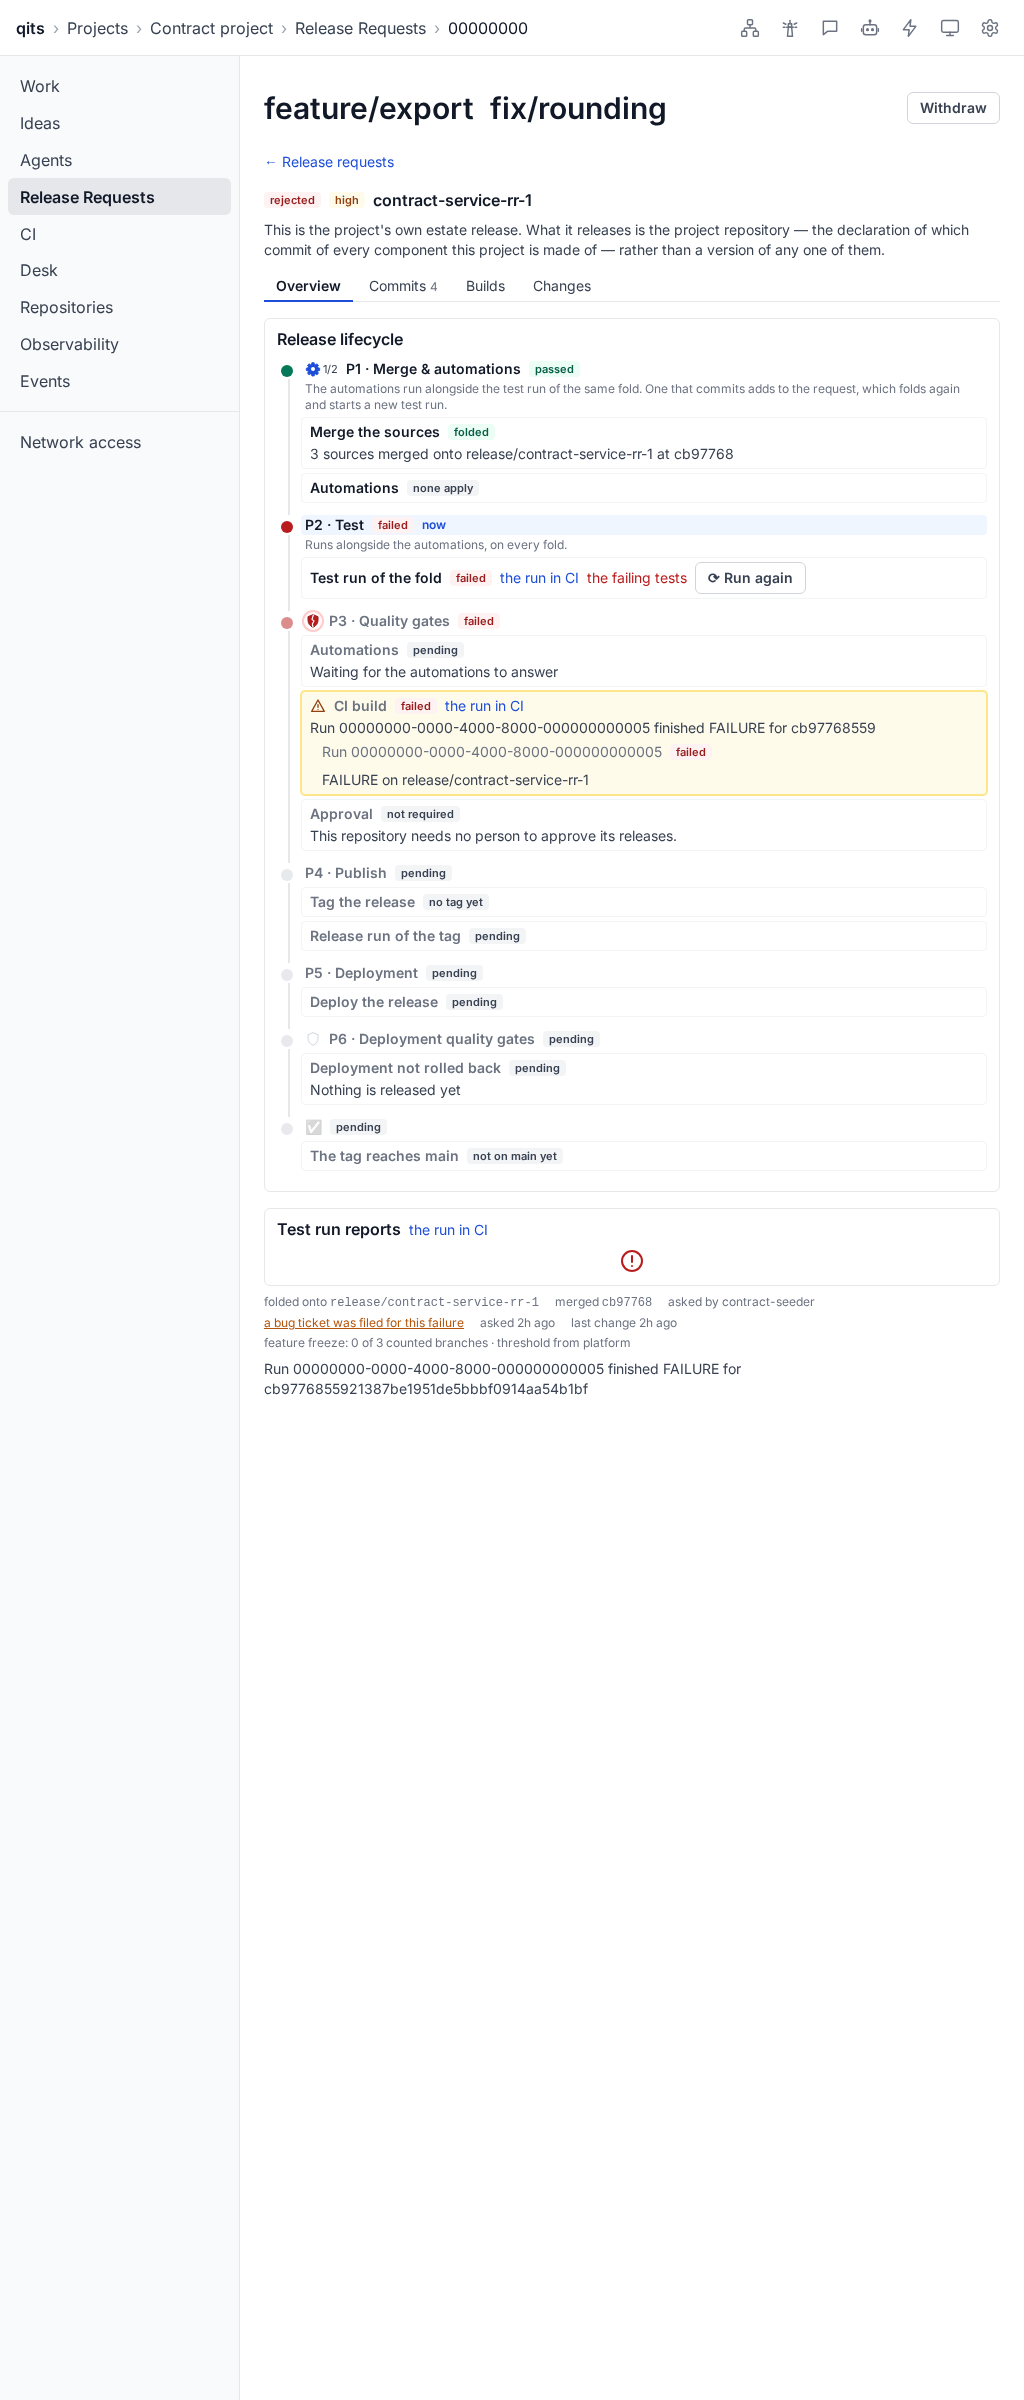 qits › Projects › Contract project › Release Requests › 00000000
Work
Ideas
Agents
Release Requests
CI
Desk
Repositories
Observability
Events
Network access
feature/export fix/rounding
Withdraw
← Release requests
rejected high contract-service-rr-1
This is the project's own estate release. What it releases is the project repository — the declaration of which
commit of every component this project is made of — rather than a version of any one of them.
Overview Commits 4 Builds Changes
Release lifecycle
1/2 P1 · Merge & automations passed
The automations run alongside the test run of the same fold. One that commits adds to the request, which folds again
and starts a new test run.
Merge the sources folded
3 sources merged onto release/contract-service-rr-1 at cb97768
Automations none apply
P2 · Test failed now
Runs alongside the automations, on every fold.
Test run of the fold failed the run in CI the failing tests ⟳ Run again
P3 · Quality gates failed
Automations pending
Waiting for the automations to answer
CI build failed the run in CI
Run 00000000-0000-4000-8000-000000000005 finished FAILURE for cb97768559
Run 00000000-0000-4000-8000-000000000005 failed
FAILURE on release/contract-service-rr-1
Approval not required
This repository needs no person to approve its releases.
P4 · Publish pending
Tag the release no tag yet
Release run of the tag pending
P5 · Deployment pending
Deploy the release pending
P6 · Deployment quality gates pending
Deployment not rolled back pending
Nothing is released yet
✅ pending
The tag reaches main not on main yet
Test run reports the run in CI
folded onto release/contract-service-rr-1 merged cb97768 asked by contract-seeder
a bug ticket was filed for this failure asked 2h ago last change 2h ago
feature freeze: 0 of 3 counted branches · threshold from platform
Run 00000000-0000-4000-8000-000000000005 finished FAILURE for
cb9776855921387be1951de5bbbf0914aa54b1bf